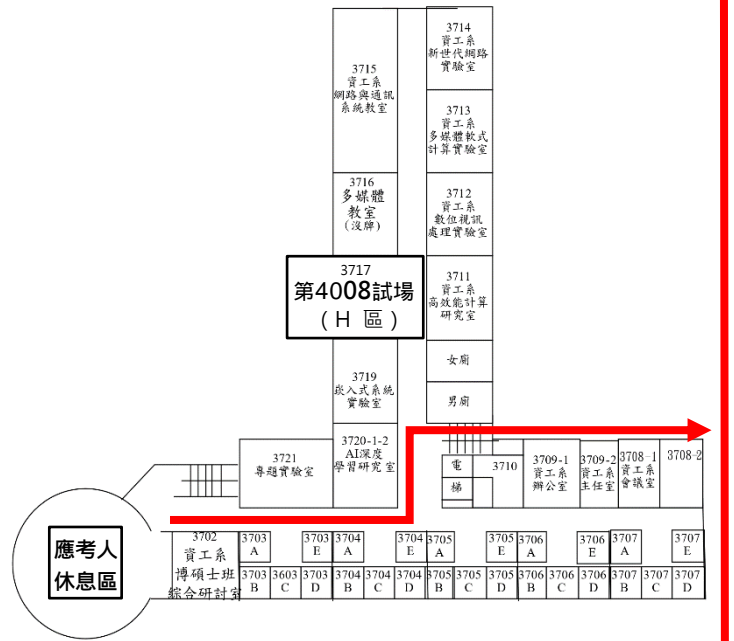 3714
資工系
新世代網路
實驗室
3715
資工系
網路與通訊
系統教室
3713
資工系
多媒體軟式
計算實驗室
3716
多媒體
教室
(沒牌)
3712
資工系
數位視訊
處理實驗室
3717
第4008試場
(H 區)
3711
資工系
高效能計算
研究室
女廁
男廁
3719
崁入式系統
實驗室
3720-1-2
AI深度
學習研究室
3721
專題實驗室
電
梯
3710
3709-1
資工系
辦公室
3709-2
資工系
主任室
3708-1
資工系
會議室
3708-2
應考人
休息區
3702
資工系
博碩士班
綜合研討室
3703
A
3703
E
3704
A
3704
E
3705
A
3705
E
3706
A
3706
E
3707
A
3707
E
3703
B
3603
C
3703
D
3704
B
3704
C
3704
D
3705
B
3705
C
3705
D
3706
B
3706
C
3706
D
3707
B
3707
C
3707
D